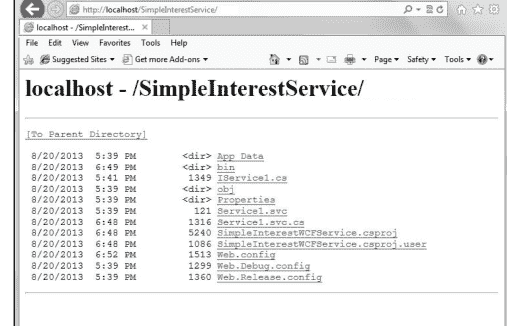 http://localhost/SimpleInterestService/
localhost - /SimpleInterest...
File Edit View Favorites Tools Help
Suggested Sites Get more Add-ons Page Safety Tools
localhost - /SimpleInterestService/
[To Parent Directory]
8/20/2013 5:39 PM <dir> App_Data
8/20/2013 6:49 PM <dir> bin
8/20/2013 5:41 PM 1349 IService1.cs
8/20/2013 5:39 PM <dir> obj
8/20/2013 5:39 PM <dir> Properties
8/20/2013 5:39 PM 121 Service1.svc
8/20/2013 6:48 PM 1316 Service1.svc.cs
8/20/2013 6:48 PM 5240 SimpleInterestWCFService.csproj
8/20/2013 6:48 PM 1086 SimpleInterestWCFService.csproj.user
8/20/2013 6:52 PM 1513 Web.config
8/20/2013 5:39 PM 1299 Web.Debug.config
8/20/2013 5:39 PM 1360 Web.Release.config